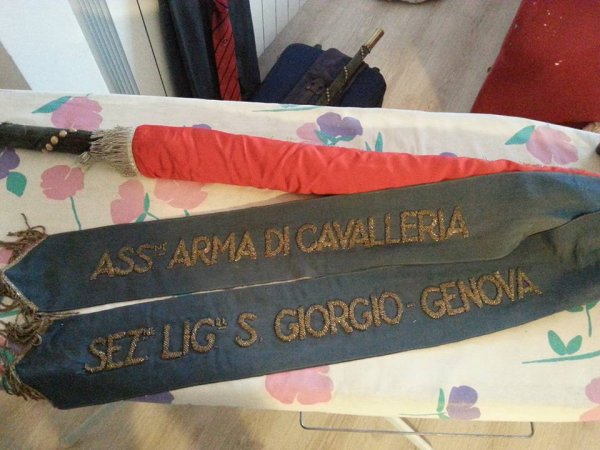 ASSNE ARMA DI CAVALLERIA
SEZNE LIGRE S. GIORGIO-GENOVA